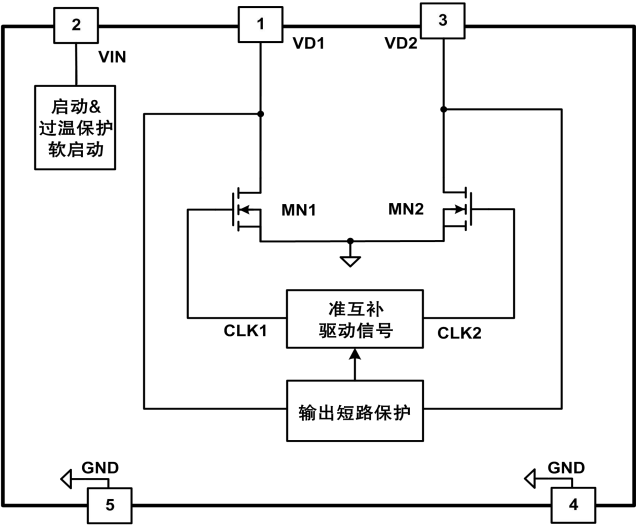 2
1
3
VIN
VD1
VD2
启动&
过温保护
软启动
MN1
MN2
准互补
驱动信号
CLK1
CLK2
输出短路保护
GND
GND
5
4